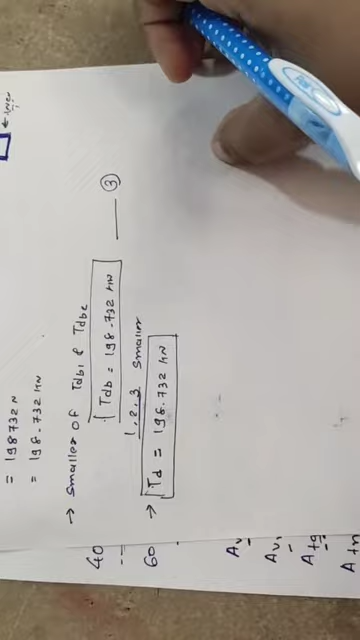 ← Iner
= 198732 N
= 198.732 KN
→ smaller of Tdb1 & Tdb2
Tdb = 198.732 KN — ③
1, 2, 3 smaller
→ Td = 196.732 KN
40
60